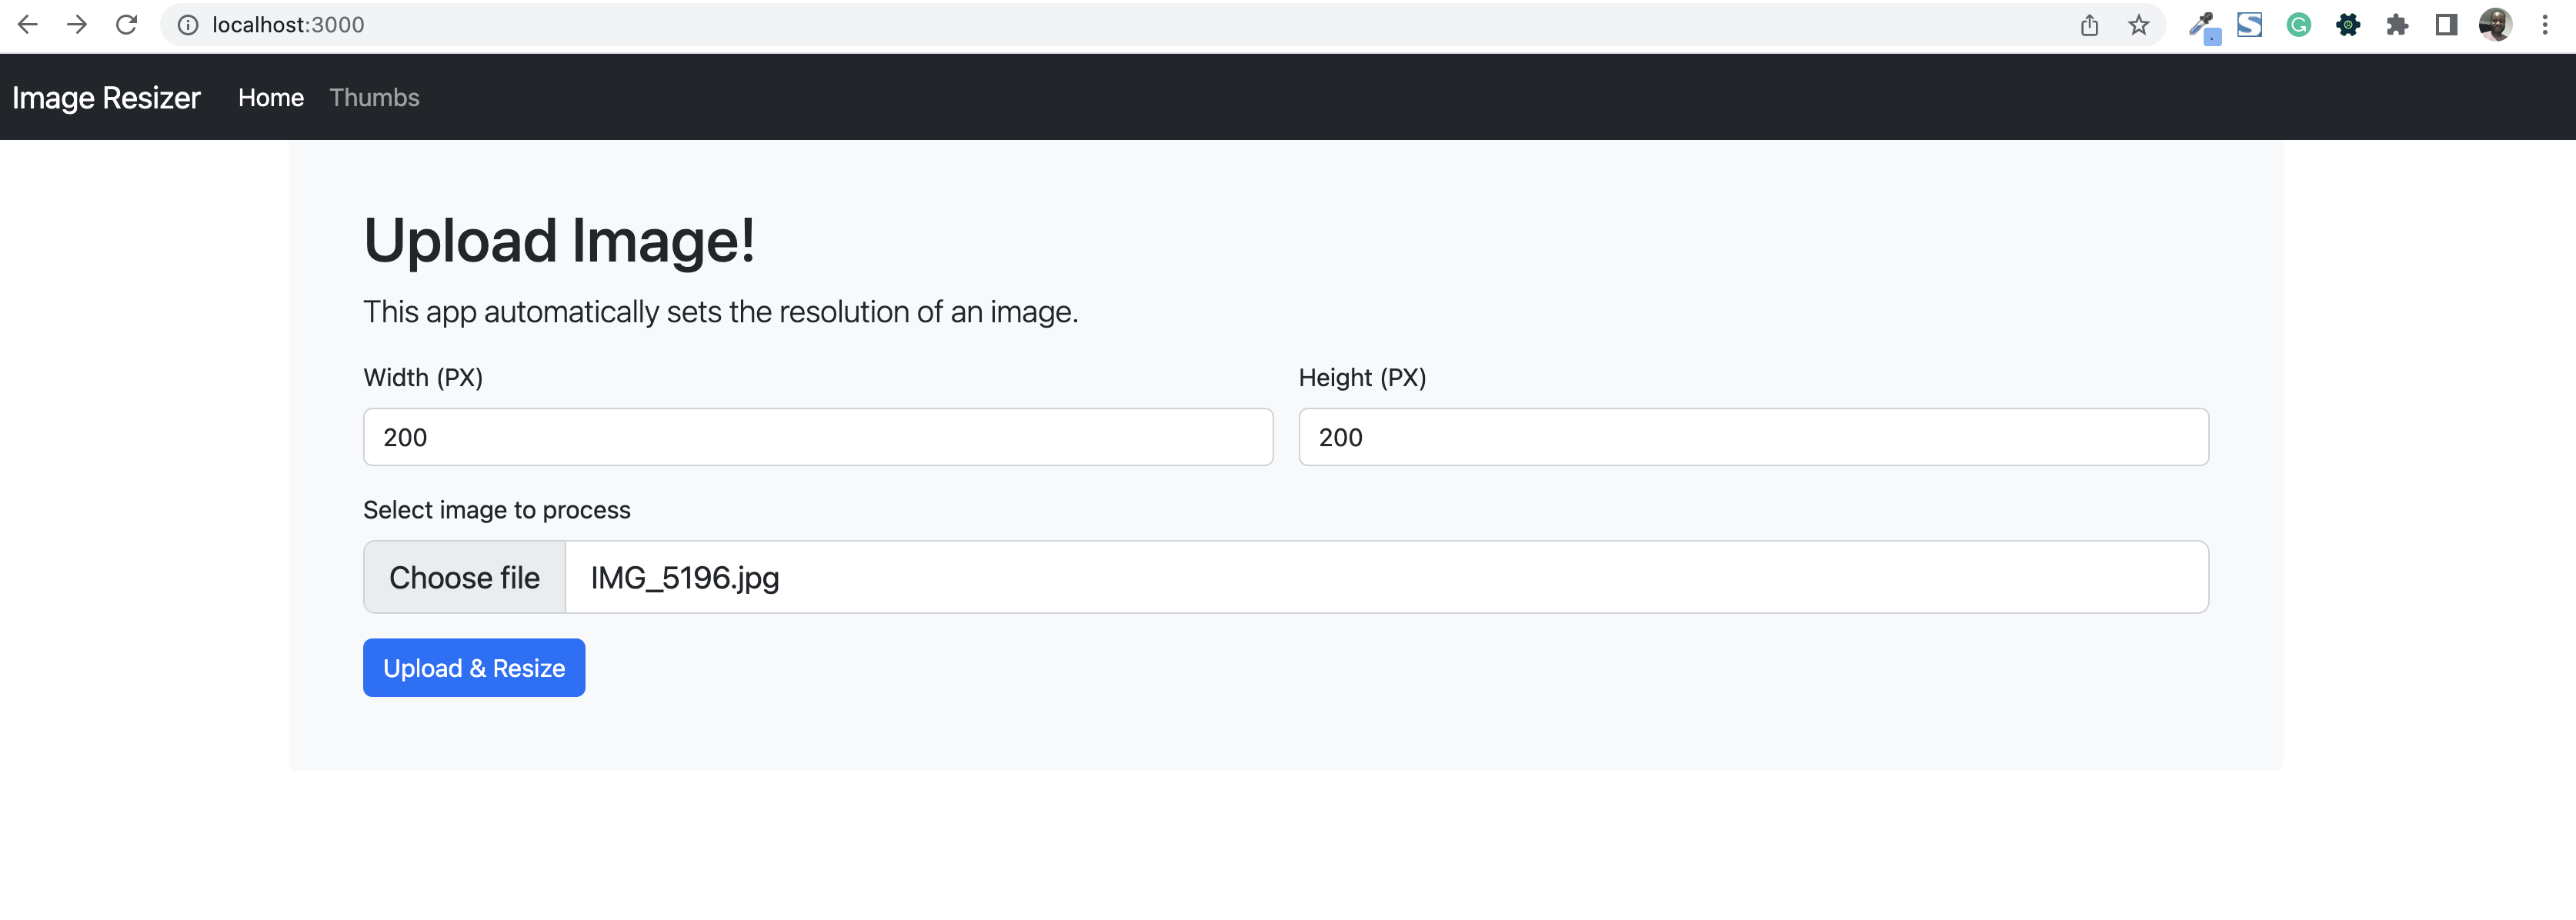 localhost:3000
Image Resizer Home Thumbs
Upload Image!
This app automatically sets the resolution of an image.
Width (PX) Height (PX)
200 200
Select image to process
Choose file IMG_5196.jpg
Upload & Resize